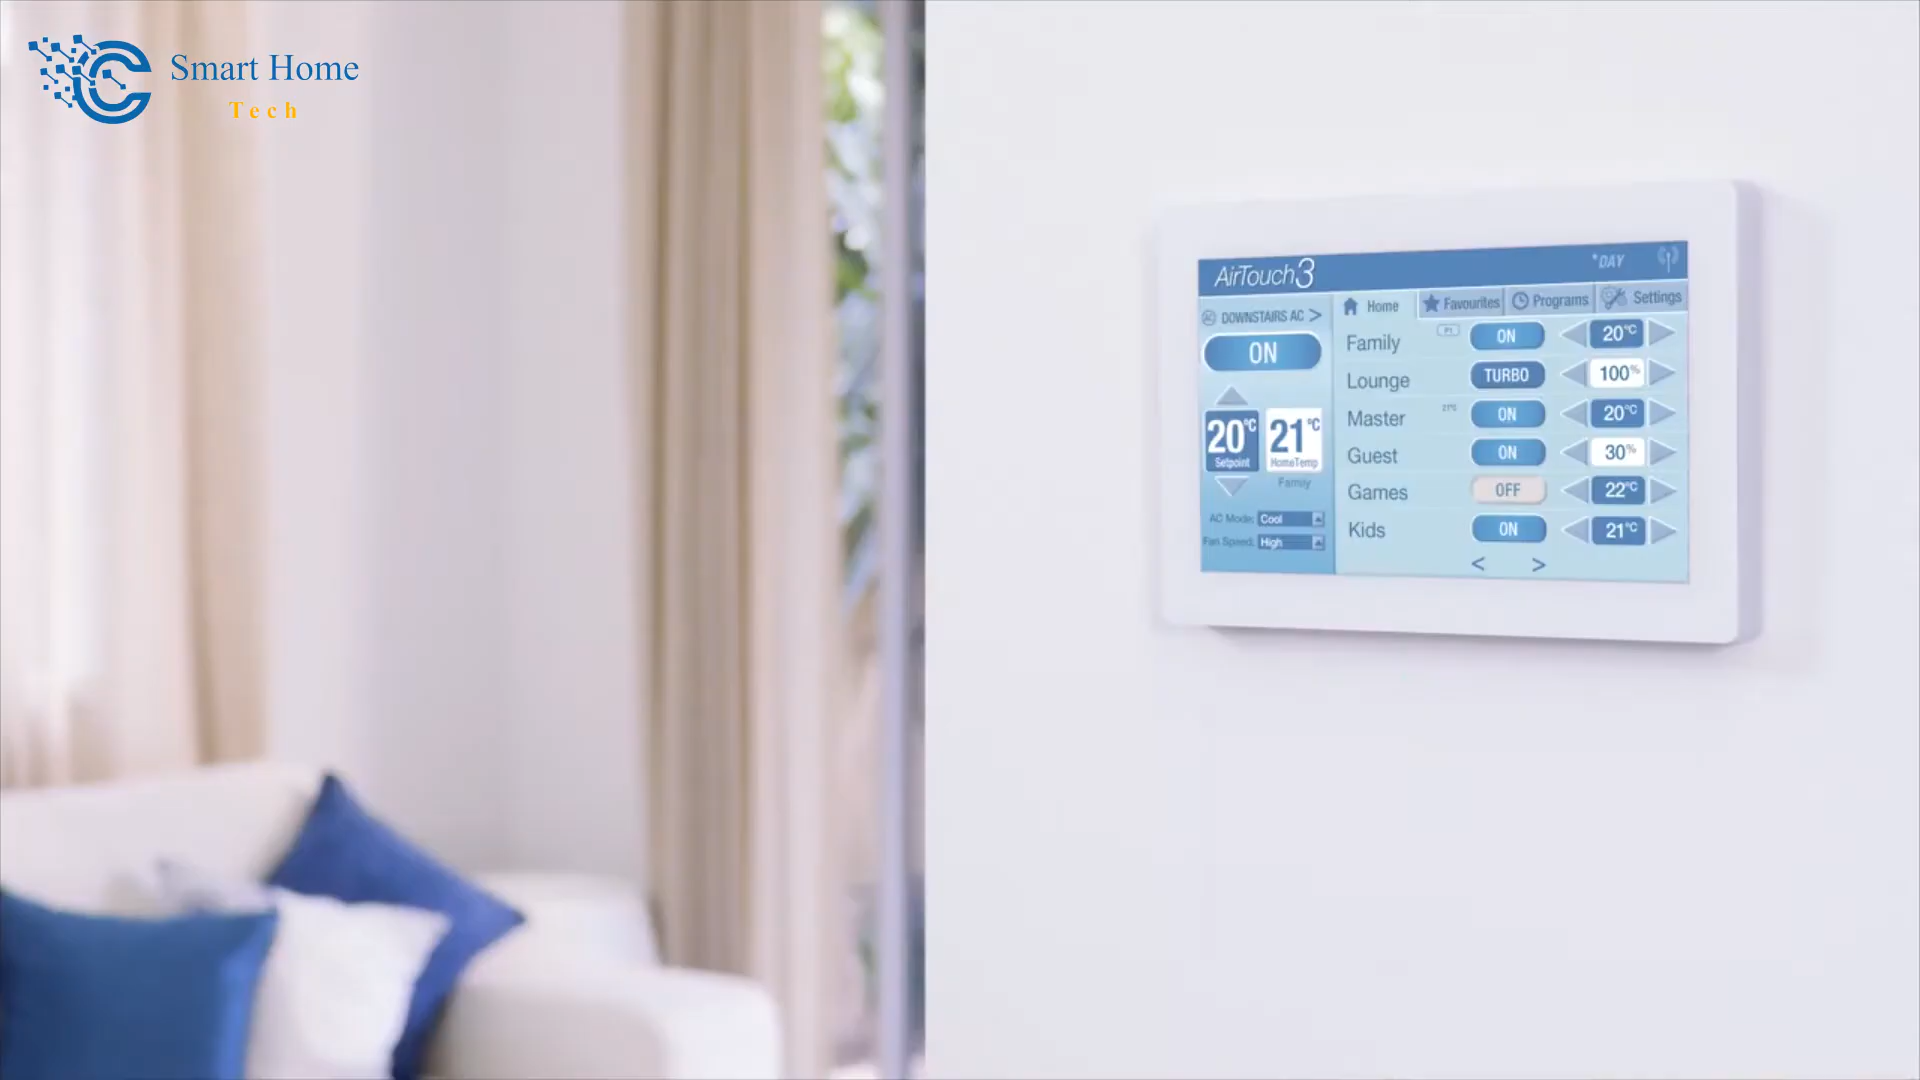 Smart Home
Tech
AirTouch3
*DAY
DOWNSTAIRS AC >
Home
Favourites
Programs
Settings
ON
20°C
Setpoint
21°C
HomeTemp
Family
AC Mode: Cool
Fan Speed: High
Family P1 ON 20°C
Lounge TURBO 100%
Master 21°C ON 20°C
Guest ON 30%
Games OFF 22°C
Kids ON 21°C
< >